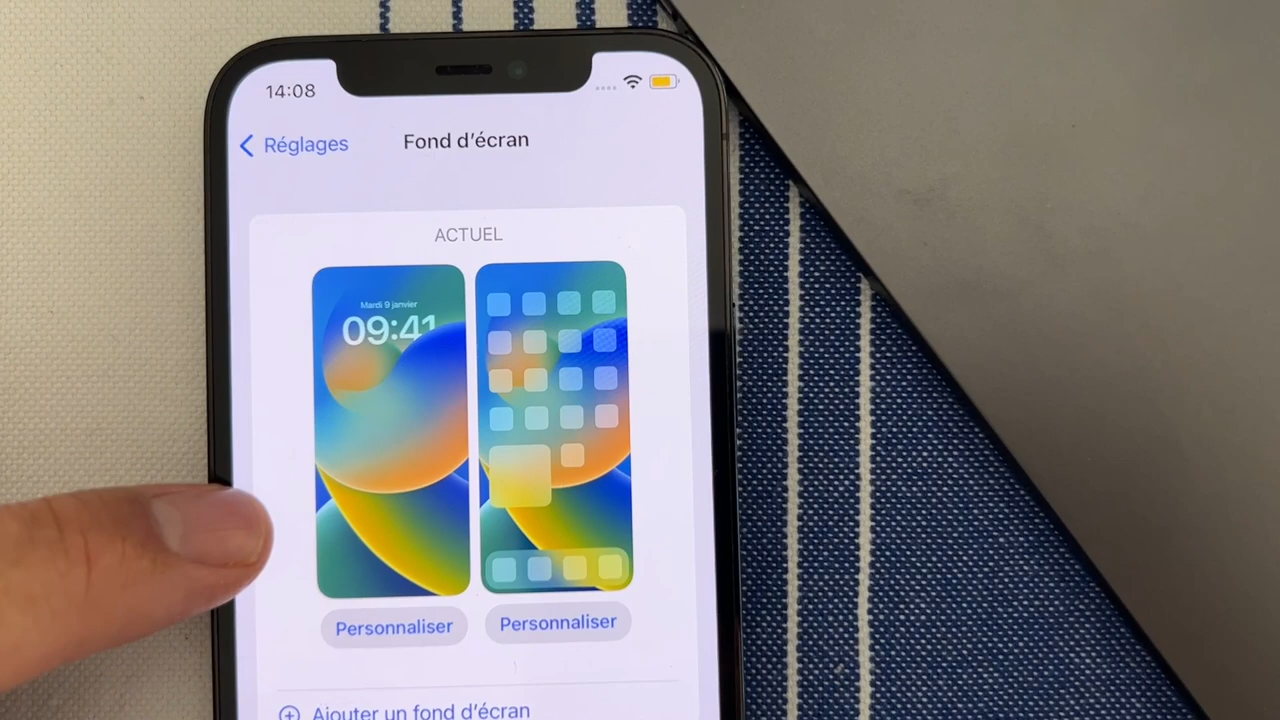 14:08
Réglages
Fond d’écran
ACTUEL
Mardi 9 janvier
09:41
Personnaliser
Personnaliser
Ajouter un fond d’écran